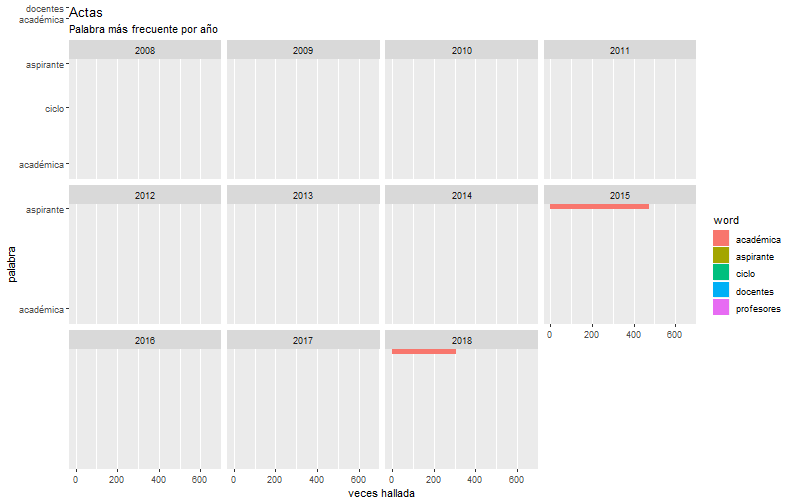 Actas
Palabra más frecuente por año
docentes
académica
2008 2009 2010 2011
aspirante
ciclo
académica
2012 2013 2014 2015
aspirante
académica
0 200 400 600
2016 2017 2018
0 200 400 600 0 200 400 600 0 200 400 600
veces hallada
palabra
word
académica
aspirante
ciclo
docentes
profesores